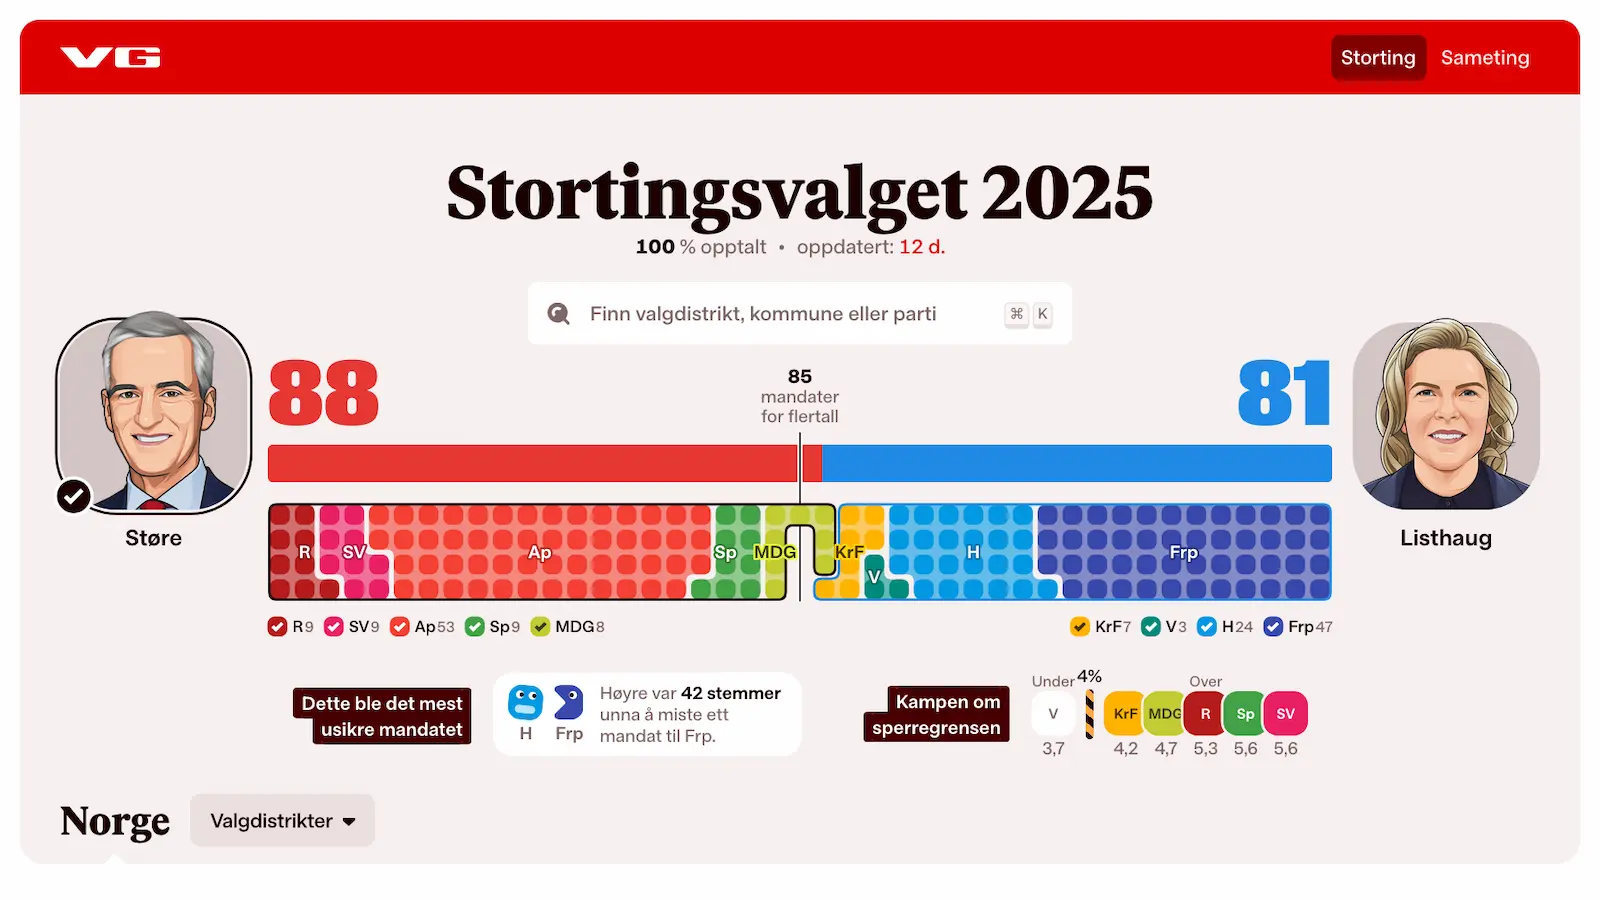 VG
Storting
Sameting
Stortingsvalget 2025
100 % opptalt • oppdatert: 12 d.
Finn valgdistrikt, kommune eller parti
⌘ K
88
85
mandater
for flertall
81
Støre
Listhaug
R
SV
Ap
Sp
MDG
KrF
V
H
Frp
R9 SV9 Ap53 Sp9 MDG8
KrF7 V3 H24 Frp47
Dette ble det mest
usikre mandatet
H Frp
Høyre var 42 stemmer
unna å miste ett
mandat til Frp.
Kampen om
sperregrensen
Under 4% Over
V KrF MDG R Sp SV
3,7 4,2 4,7 5,3 5,6 5,6
Norge
Valgdistrikter